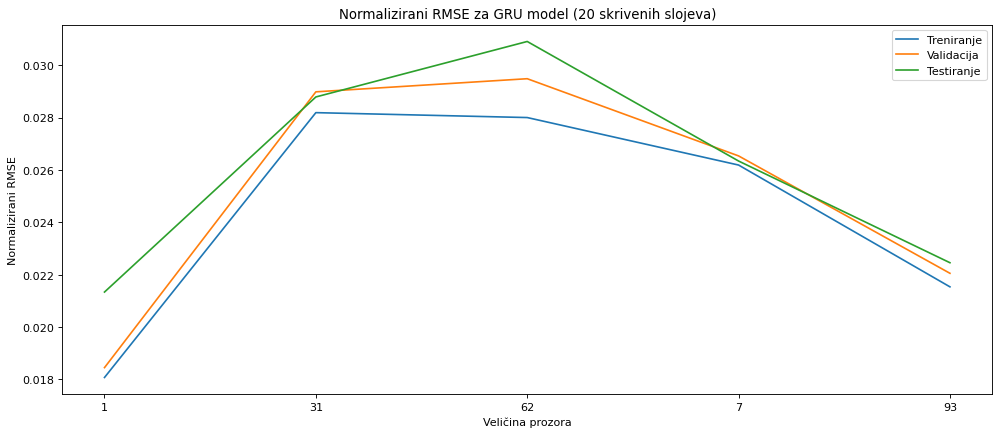 Normalizirani RMSE za GRU model (20 skrivenih slojeva)
Treniranje
Validacija
Testiranje
Normalizirani RMSE
0.030
0.028
0.026
0.024
0.022
0.020
0.018
1 31 62 7 93
Veličina prozora